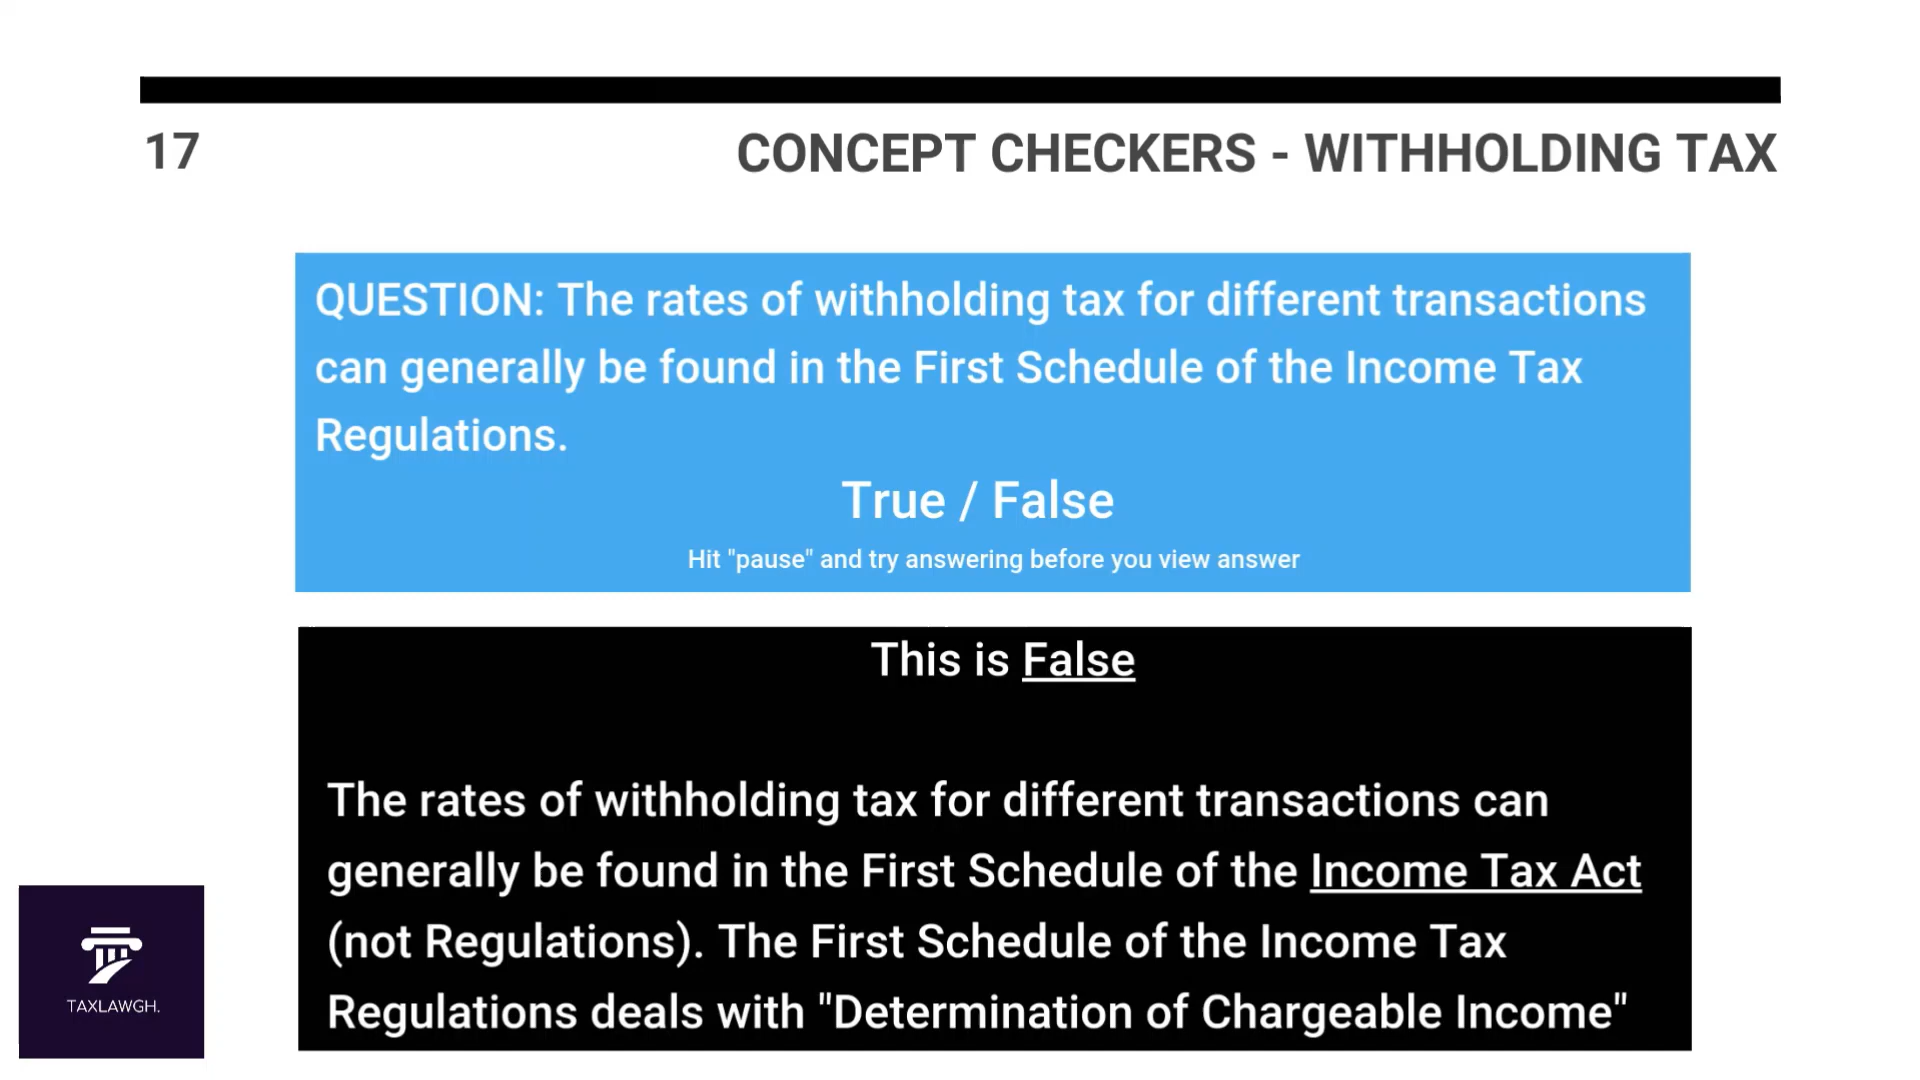 17
CONCEPT CHECKERS - WITHHOLDING TAX
QUESTION: The rates of withholding tax for different transactions
can generally be found in the First Schedule of the Income Tax
Regulations.
True / False
Hit "pause" and try answering before you view answer
This is False
The rates of withholding tax for different transactions can
generally be found in the First Schedule of the Income Tax Act
(not Regulations). The First Schedule of the Income Tax
Regulations deals with "Determination of Chargeable Income"
TAXLAWGH.